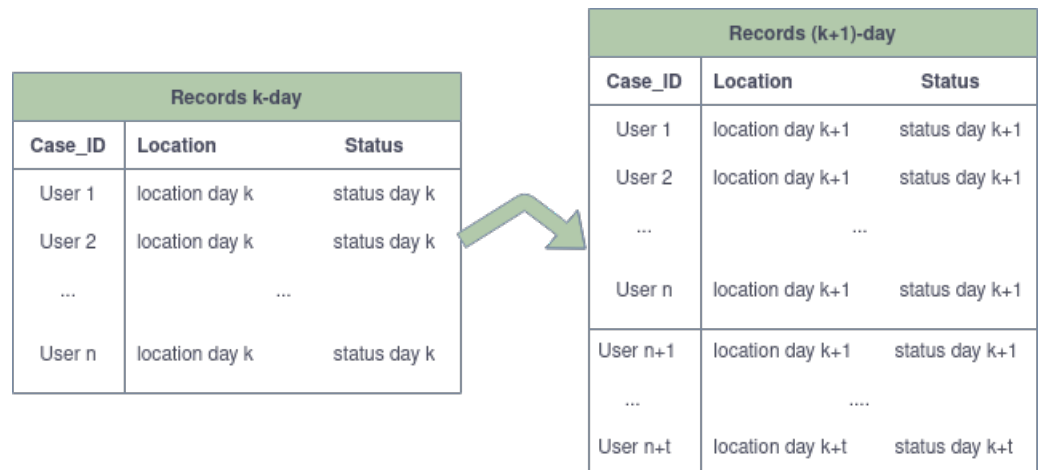 Records k-day
Case_ID Location Status
User 1 location day k status day k
User 2 location day k status day k
... ...
User n location day k status day k
Records (k+1)-day
Case_ID Location Status
User 1 location day k+1 status day k+1
User 2 location day k+1 status day k+1
... ...
User n location day k+1 status day k+1
User n+1 location day k+1 status day k+1
... ....
User n+t location day k+t status day k+t